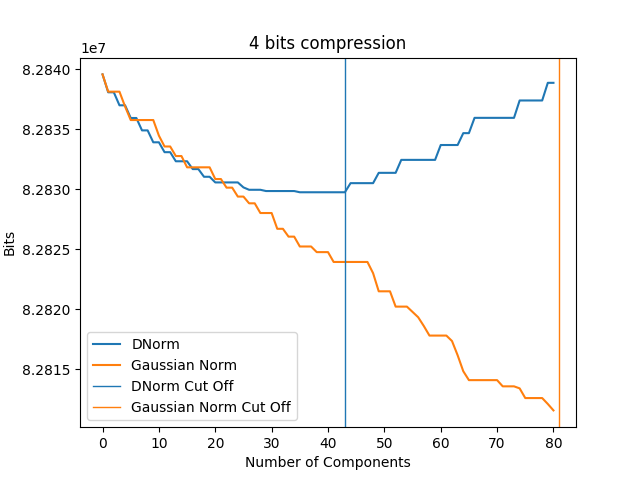 4 bits compression
1e7
8.2840
8.2835
8.2830
8.2825
8.2820
8.2815
Bits
DNorm
Gaussian Norm
DNorm Cut Off
Gaussian Norm Cut Off
0 10 20 30 40 50 60 70 80
Number of Components